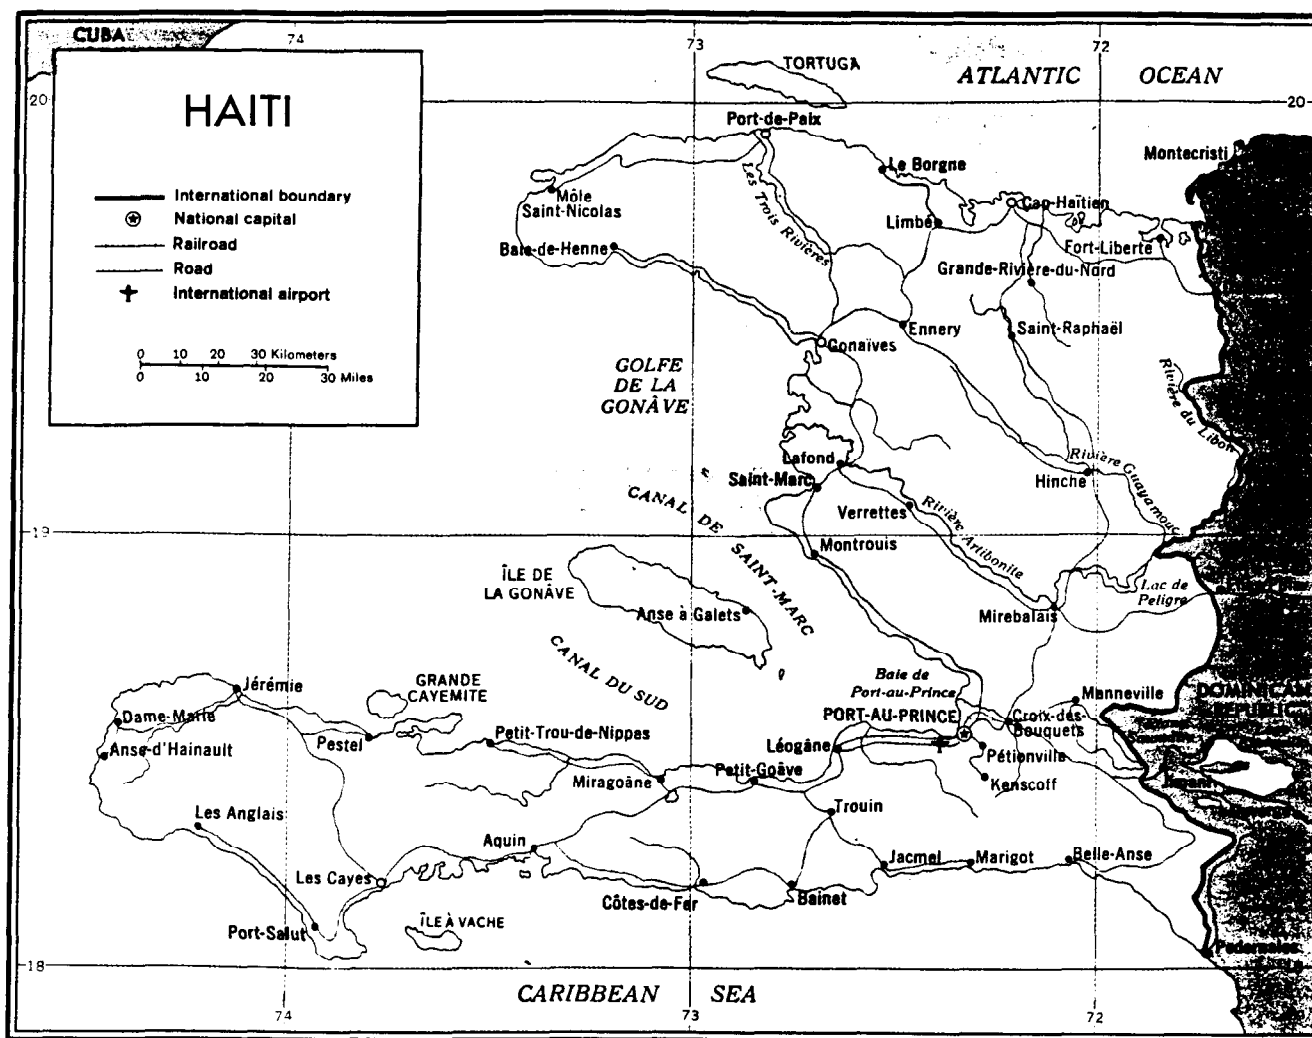 CUBA
74
73
72
TORTUGA
ATLANTIC OCEAN
20
20
HAITI
Port-de-Paix
Montecristi
Le Borgne
International boundary
National capital
Railroad
Road
International airport
Môle
Saint-Nicolas
Les Trois Rivières
Cap-Haïtien
Limbé
Baie-de-Henne
Fort-Liberté
Grande-Rivière-du-Nord
Ennery
Saint-Raphaël
Gonaïves
0 10 20 30 Kilometers
0 10 20 30 Miles
GOLFE
DE LA
GONÂVE
Rivière du Libon
Lafond
Saint-Marc
Rivière Guayamouc
Hinche
CANAL DE SAINT-MARC
Verrettes
Rivière Artibonite
19
19
Montrouis
ÎLE DE
LA GONÂVE
Anse à Galets
Lac de
Peligre
Mirebalais
CANAL DU SUD
Baie de
Port-au-Prince
Jérémie
GRANDE
CAYEMITE
Manneville
DOMINICAN
REPUBLIC
Dame-Marie
PORT-AU-PRINCE
Croix-des-
Bouquets
Anse-d'Hainault
Pestel
Petit-Trou-de-Nippes
Léogâne
Pétionville
Miragoâne
Petit-Goâve
Kenscoff
Jimaní
Les Anglais
Trouin
Aquin
Jacmel
Marigot
Belle-Anse
Les Cayes
Côtes-de-Fer
Bainet
Port-Salut
ÎLE À VACHE
Pedernales
18
CARIBBEAN SEA
74
73
72